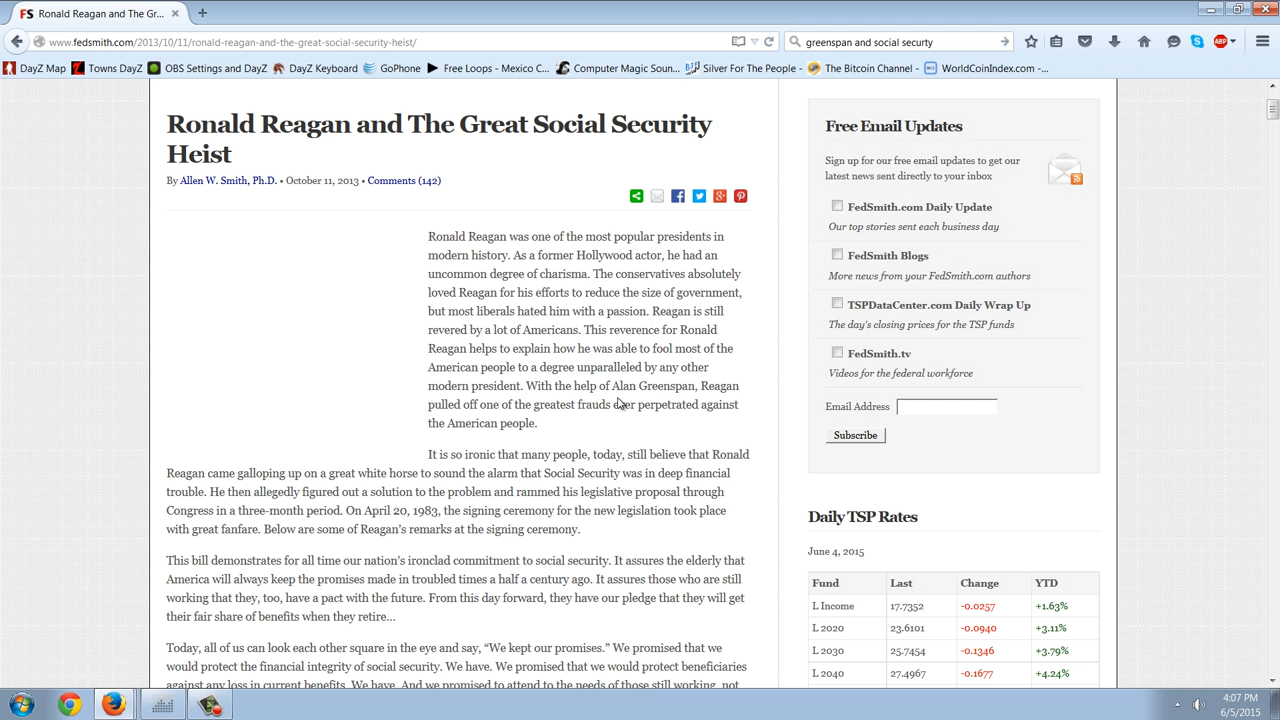 Ronald Reagan and The Gr...
www.fedsmith.com/2013/10/11/ronald-reagan-and-the-great-social-security-heist/
greenspan and social securty
DayZ Map Towns DayZ OBS Settings and DayZ DayZ Keyboard GoPhone Free Loops - Mexico C... Computer Magic Soun... Silver For The People - ... The Bitcoin Channel - ... WorldCoinIndex.com -...
Ronald Reagan and The Great Social Security
Heist
By Allen W. Smith, Ph.D. • October 11, 2013 • Comments (142)
Ronald Reagan was one of the most popular presidents in
modern history. As a former Hollywood actor, he had an
uncommon degree of charisma. The conservatives absolutely
loved Reagan for his efforts to reduce the size of government,
but most liberals hated him with a passion. Reagan is still
revered by a lot of Americans. This reverence for Ronald
Reagan helps to explain how he was able to fool most of the
American people to a degree unparalleled by any other
modern president. With the help of Alan Greenspan, Reagan
pulled off one of the greatest frauds ever perpetrated against
the American people.
It is so ironic that many people, today, still believe that Ronald
Reagan came galloping up on a great white horse to sound the alarm that Social Security was in deep financial
trouble. He then allegedly figured out a solution to the problem and rammed his legislative proposal through
Congress in a three-month period. On April 20, 1983, the signing ceremony for the new legislation took place
with great fanfare. Below are some of Reagan's remarks at the signing ceremony.
This bill demonstrates for all time our nation's ironclad commitment to social security. It assures the elderly that
America will always keep the promises made in troubled times a half a century ago. It assures those who are still
working that they, too, have a pact with the future. From this day forward, they have our pledge that they will get
their fair share of benefits when they retire…
Today, all of us can look each other square in the eye and say, “We kept our promises.” We promised that we
would protect the financial integrity of social security. We have. We promised that we would protect beneficiaries
against any loss in current benefits. We have. And we promised to attend to the needs of those still working, not
Free Email Updates
Sign up for our free email updates to get our
latest news sent directly to your inbox
FedSmith.com Daily Update
Our top stories sent each business day
FedSmith Blogs
More news from your FedSmith.com authors
TSPDataCenter.com Daily Wrap Up
The day's closing prices for the TSP funds
FedSmith.tv
Videos for the federal workforce
Email Address
Subscribe
Daily TSP Rates
June 4, 2015
Fund Last Change YTD
L Income 17.7352 -0.0257 +1.63%
L 2020 23.6101 -0.0940 +3.11%
L 2030 25.7454 -0.1346 +3.79%
L 2040 27.4967 -0.1677 +4.24%
4:07 PM
6/5/2015